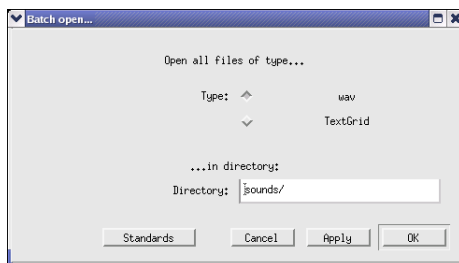 Batch open...
Open all files of type...
Type: wav
TextGrid
...in directory:
Directory: sounds/
Standards Cancel Apply OK